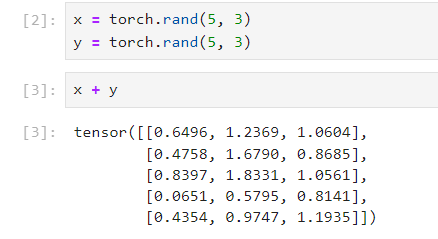 [2]: x = torch.rand(5, 3)
y = torch.rand(5, 3)
[3]: x + y
[3]: tensor([[0.6496, 1.2369, 1.0604],
[0.4758, 1.6790, 0.8685],
[0.8397, 1.8331, 1.0561],
[0.0651, 0.5795, 0.8141],
[0.4354, 0.9747, 1.1935]])